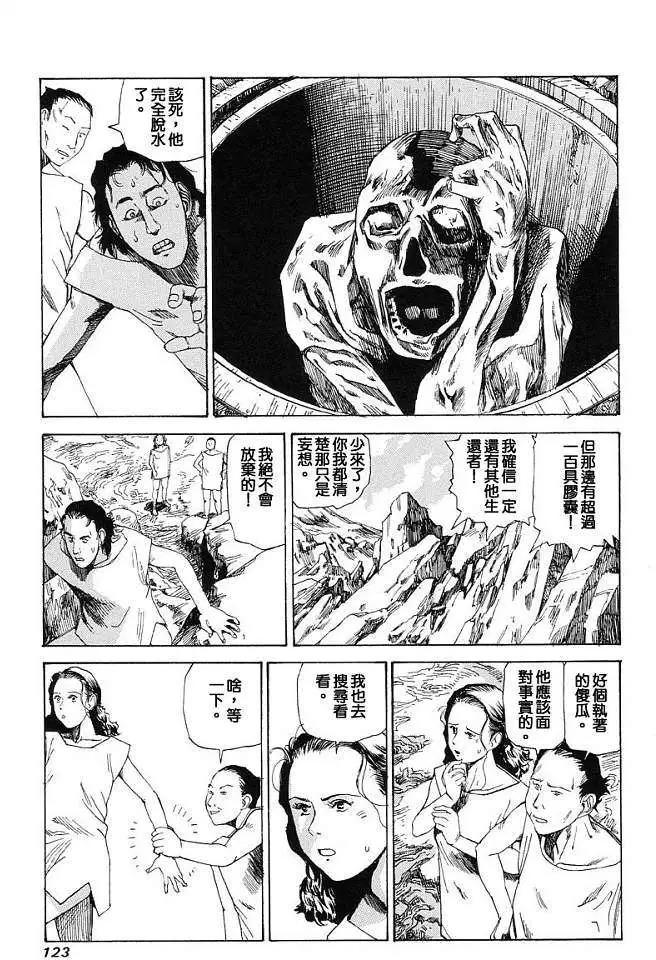 該死，他
完全脫水
了。
但那邊有超過
一百具膠囊！
我確信一定
還有其他生
還者！
少來了，
你我都清
楚那只是
妄想。
我絕不會
放棄的！
好個執著
的傻瓜。
他應該面
對事實的。
我也去
搜尋看
看。
啥，等
一下。
123